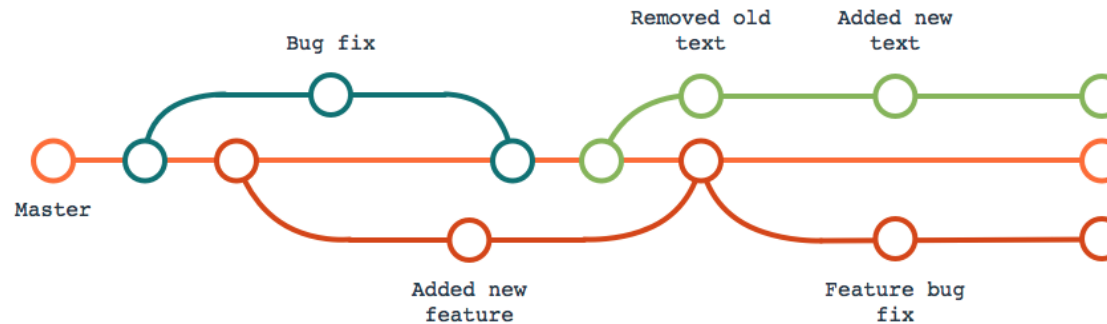 Removed old
text
Added new
text
Bug fix
Master
Added new
feature
Feature bug
fix